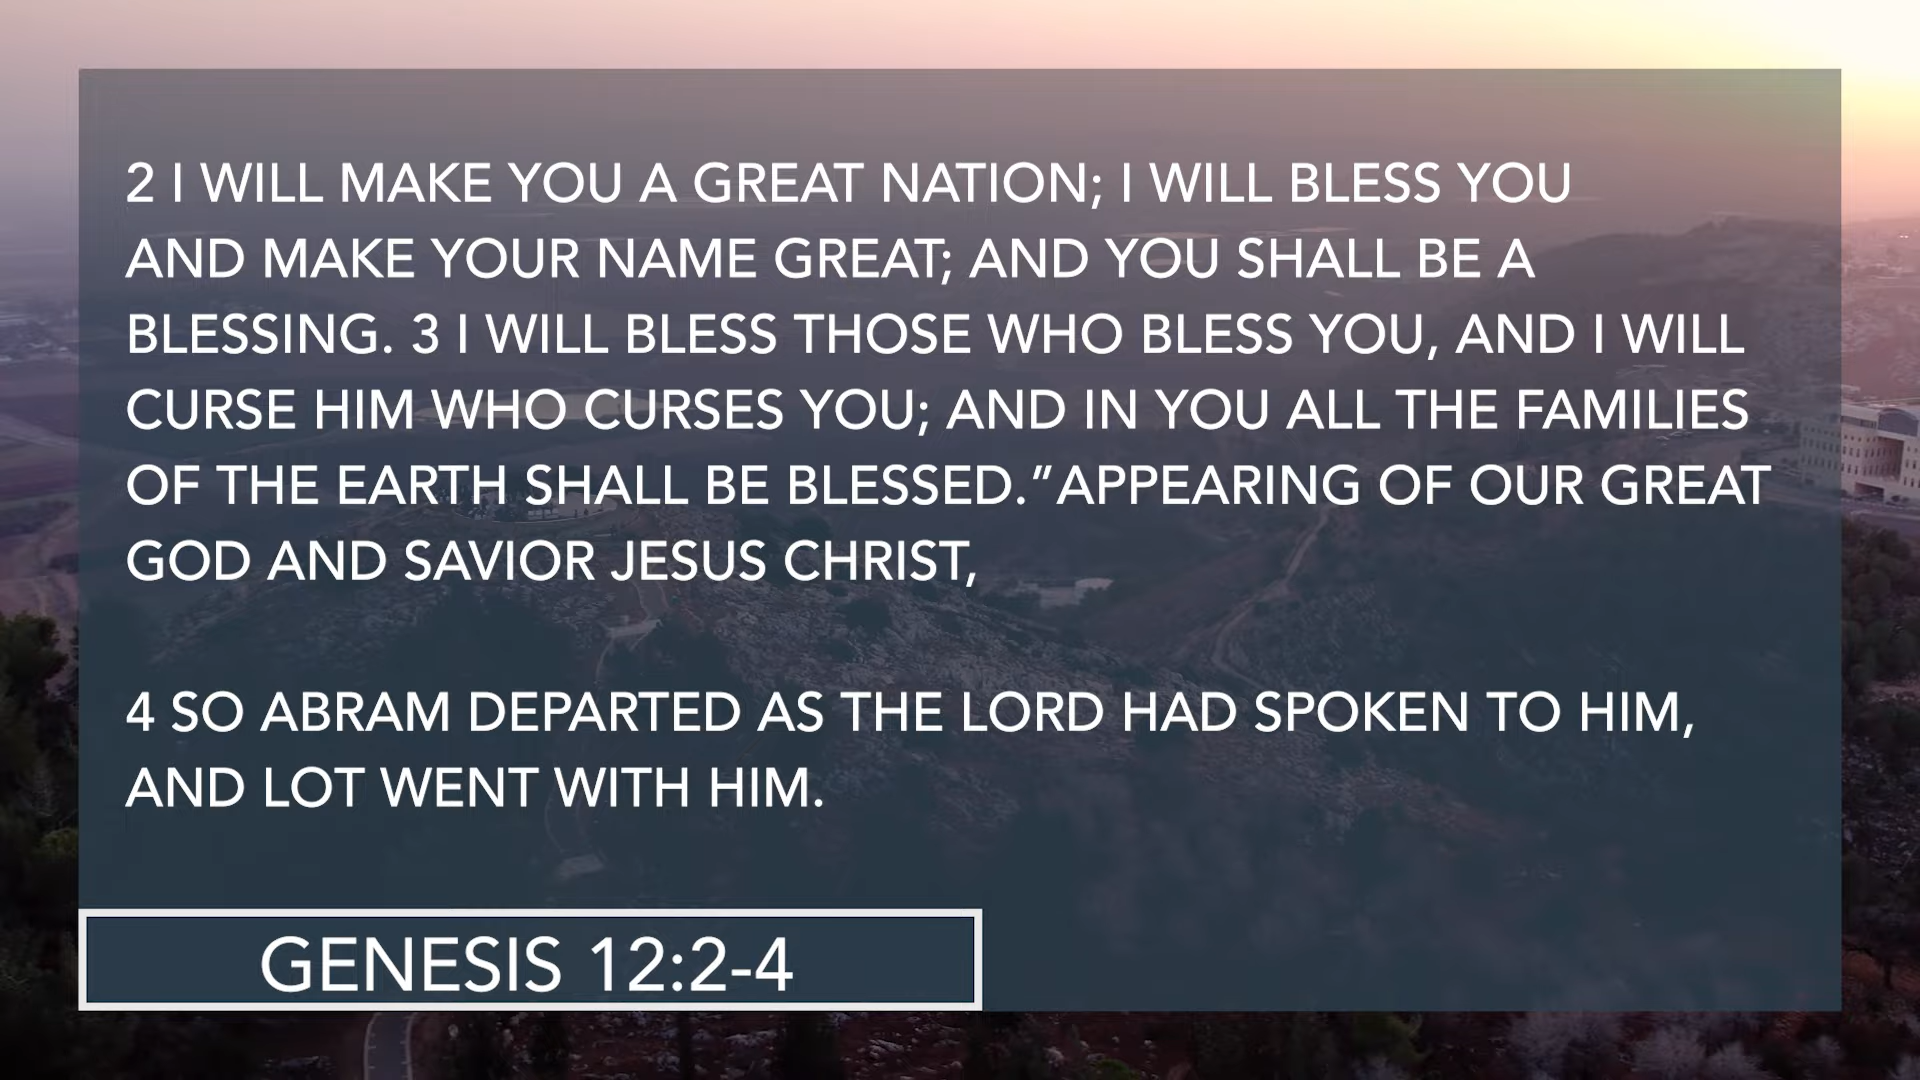 2 I WILL MAKE YOU A GREAT NATION; I WILL BLESS YOU
AND MAKE YOUR NAME GREAT; AND YOU SHALL BE A
BLESSING. 3 I WILL BLESS THOSE WHO BLESS YOU, AND I WILL
CURSE HIM WHO CURSES YOU; AND IN YOU ALL THE FAMILIES
OF THE EARTH SHALL BE BLESSED.”APPEARING OF OUR GREAT
GOD AND SAVIOR JESUS CHRIST,
4 SO ABRAM DEPARTED AS THE LORD HAD SPOKEN TO HIM,
AND LOT WENT WITH HIM.
GENESIS 12:2-4